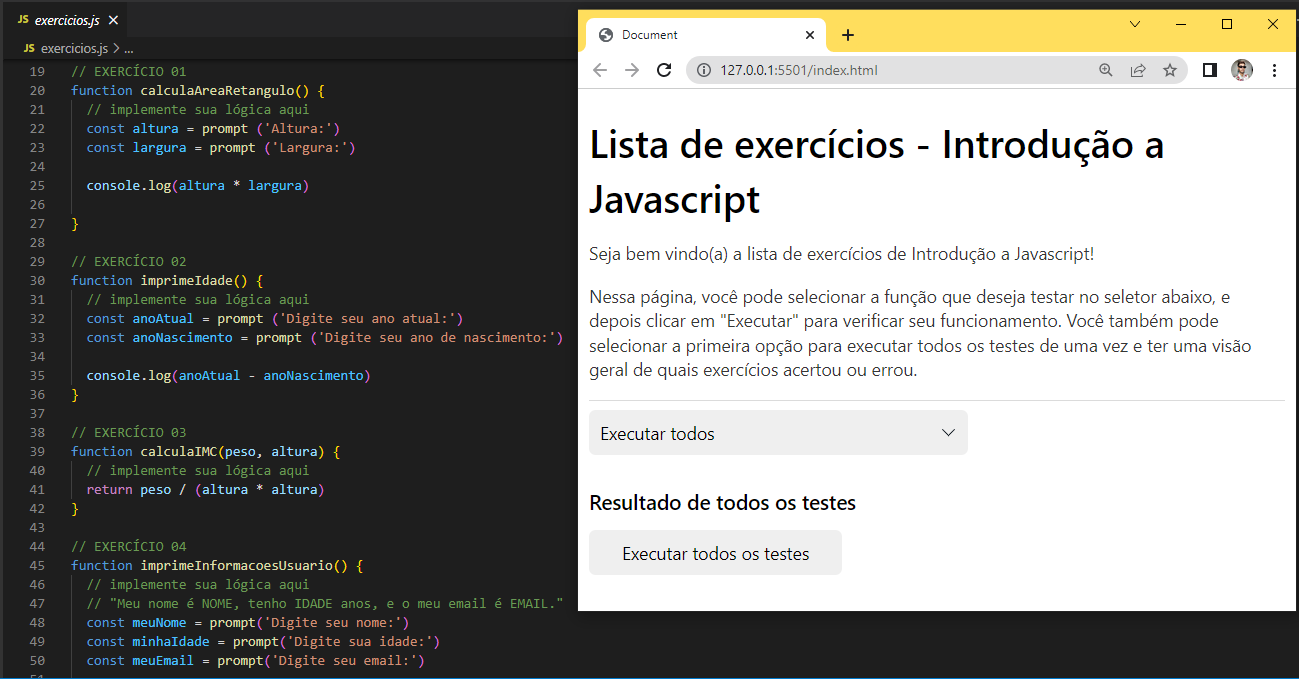 JS exercicios.js
JS exercicios.js > ...
19 // EXERCÍCIO 01
20 function calculaAreaRetangulo() {
21 // implemente sua lógica aqui
22 const altura = prompt ('Altura:')
23 const largura = prompt ('Largura:')
24
25 console.log(altura * largura)
26
27 }
28
29 // EXERCÍCIO 02
30 function imprimeIdade() {
31 // implemente sua lógica aqui
32 const anoAtual = prompt ('Digite seu ano atual:')
33 const anoNascimento = prompt ('Digite seu ano de nascimento:')
34
35 console.log(anoAtual - anoNascimento)
36 }
37
38 // EXERCÍCIO 03
39 function calculaIMC(peso, altura) {
40 // implemente sua lógica aqui
41 return peso / (altura * altura)
42 }
43
44 // EXERCÍCIO 04
45 function imprimeInformacoesUsuario() {
46 // implemente sua lógica aqui
47 // "Meu nome é NOME, tenho IDADE anos, e o meu email é EMAIL."
48 const meuNome = prompt('Digite seu nome:')
49 const minhaIdade = prompt('Digite sua idade:')
50 const meuEmail = prompt('Digite seu email:')
Document
127.0.0.1:5501/index.html
Lista de exercícios - Introdução a
Javascript
Seja bem vindo(a) a lista de exercícios de Introdução a Javascript!
Nessa página, você pode selecionar a função que deseja testar no seletor abaixo, e
depois clicar em "Executar" para verificar seu funcionamento. Você também pode
selecionar a primeira opção para executar todos os testes de uma vez e ter uma visão
geral de quais exercícios acertou ou errou.
Executar todos
Resultado de todos os testes
Executar todos os testes